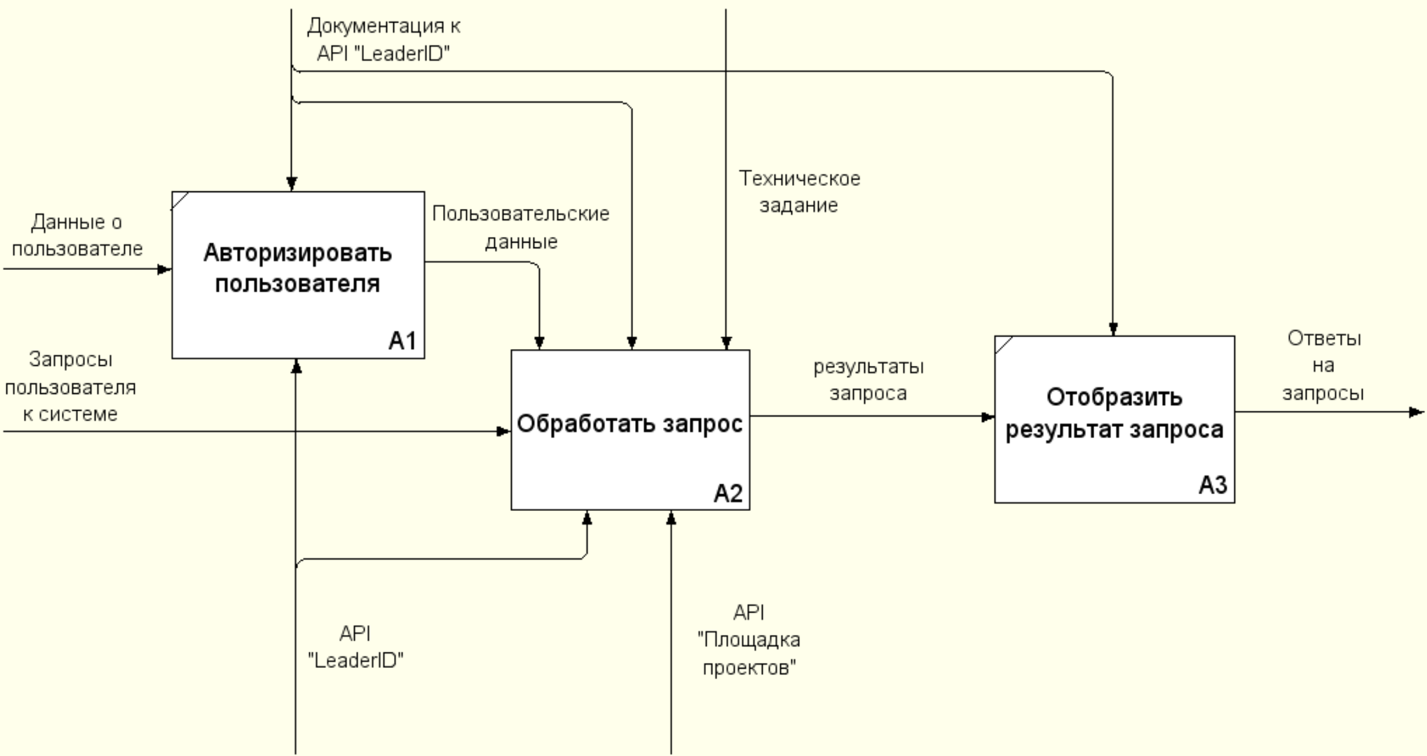 Документация к
API "LeaderID"
Техническое
задание
Данные о
пользователе
Авторизировать
пользователя
A1
Пользовательские
данные
Запросы
пользователя
к системе
Обработать запрос
A2
результаты
запроса
Отобразить
результат запроса
A3
Ответы
на
запросы
API
"LeaderID"
API
"Площадка
проектов"